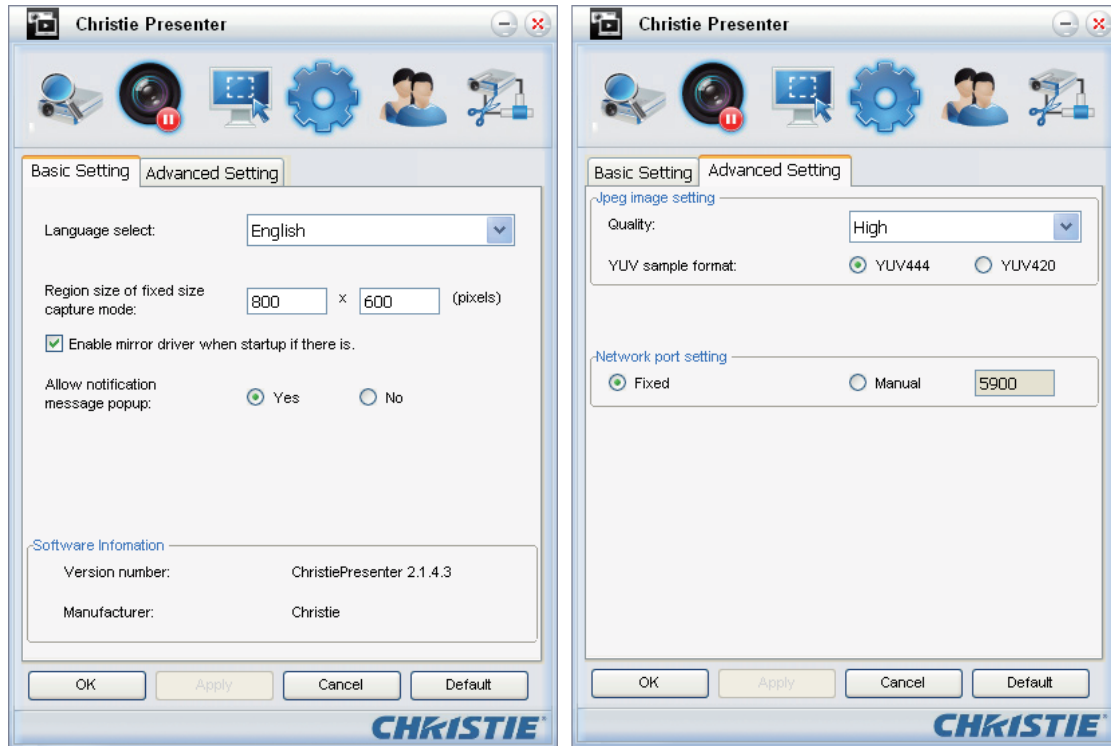 Christie Presenter
Basic Setting Advanced Setting
Language select: English
Region size of fixed size
capture mode: 800 x 600 (pixels)
Enable mirror driver when startup if there is.
Allow notification
message popup: Yes No
Software Infomation
Version number: ChristiePresenter 2.1.4.3
Manufacturer: Christie
OK Apply Cancel Default
CHRISTIE
Christie Presenter
Basic Setting Advanced Setting
Jpeg image setting
Quality: High
YUV sample format: YUV444 YUV420
Network port setting
Fixed Manual 5900
OK Apply Cancel Default
CHRISTIE